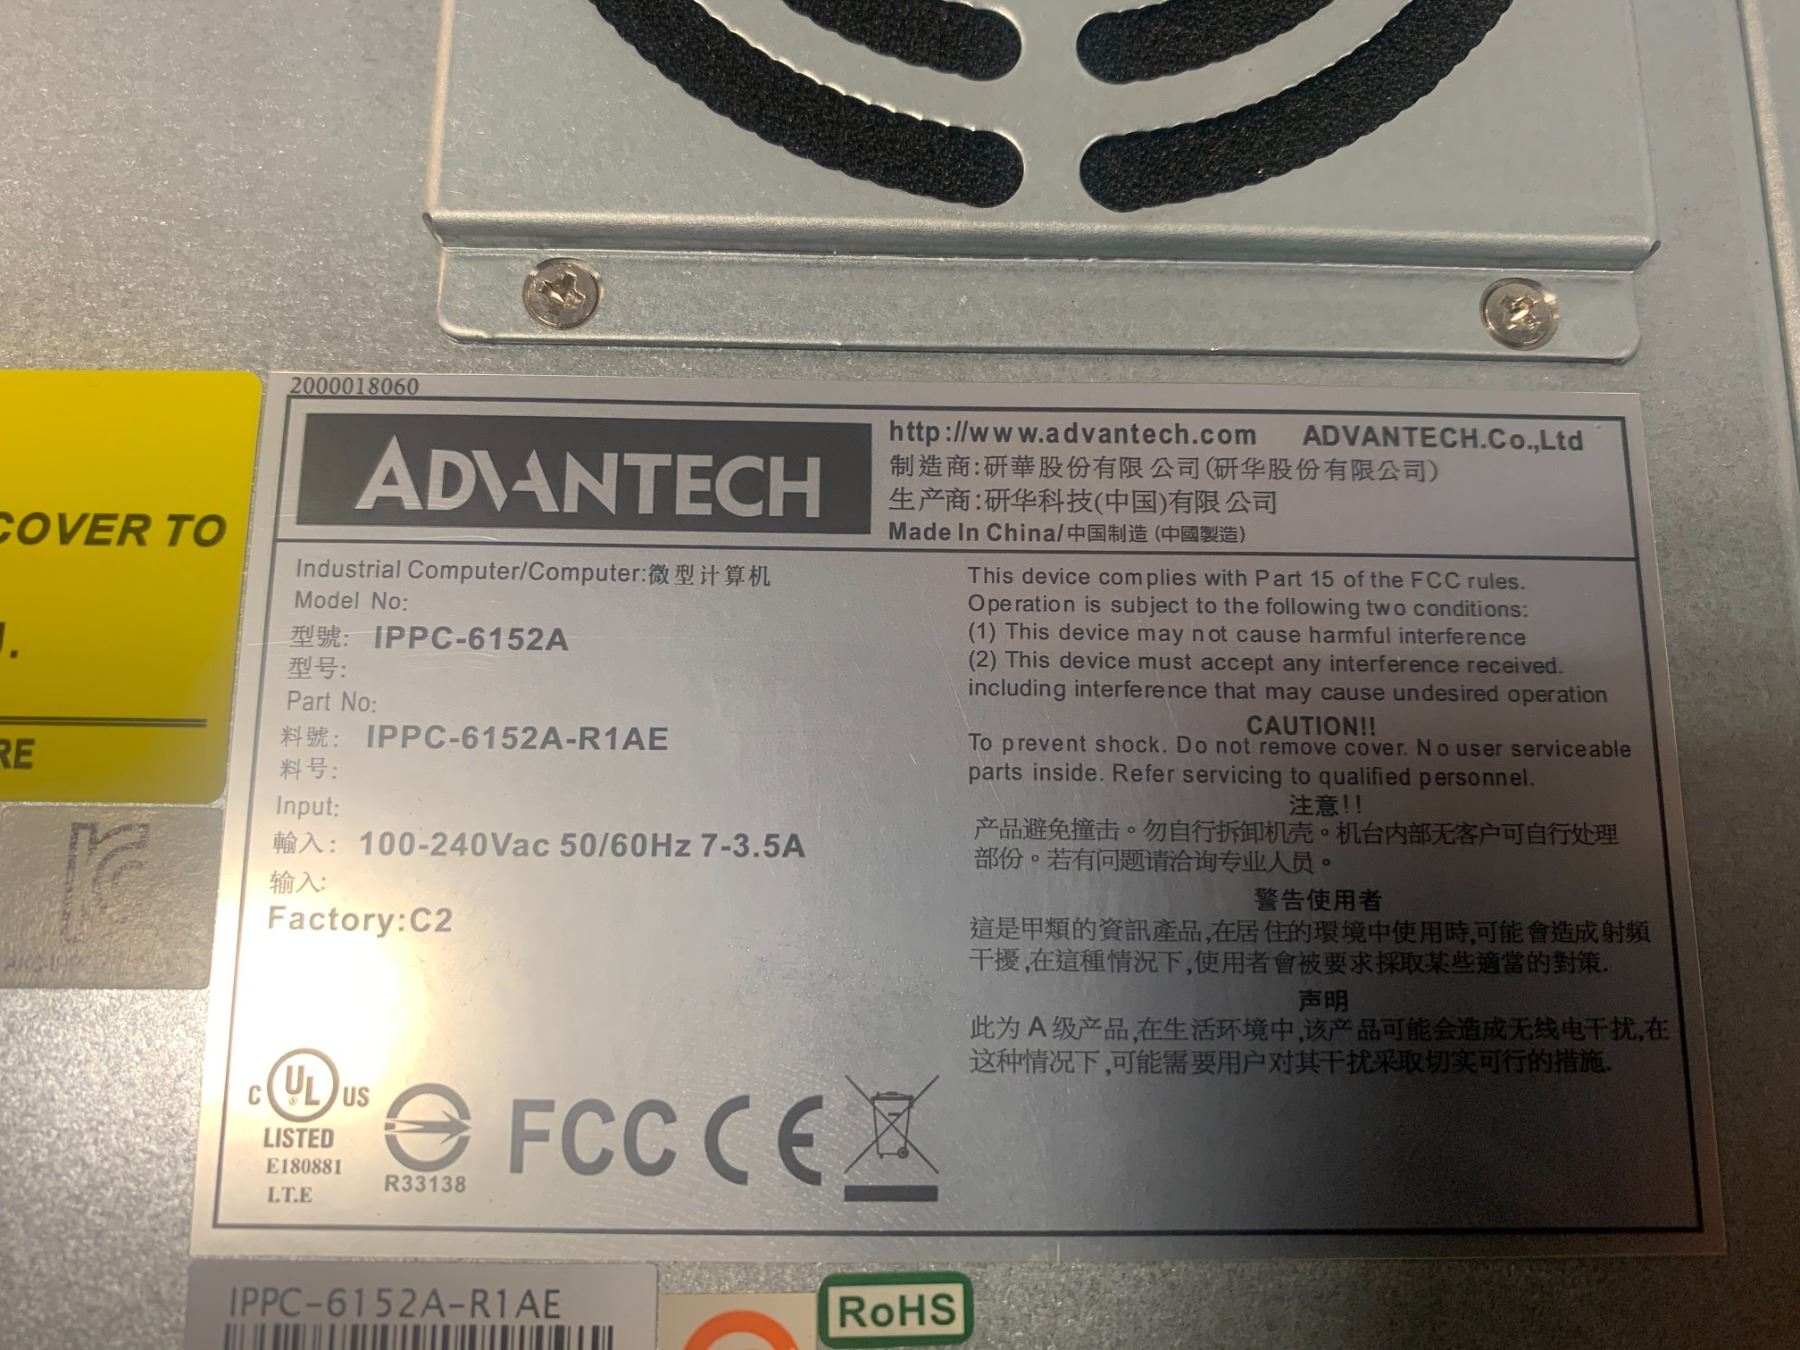 COVER TO
.
RE
2000018060
ADVANTECH
http://www.advantech.com ADVANTECH.Co.,Ltd
制造商:研華股份有限公司(研华股份有限公司)
生产商:研华科技(中国)有限公司
Made In China/中国制造 (中國製造)
Industrial Computer/Computer:微型计算机
Model No:
型號: IPPC-6152A
型号:
Part No:
料號: IPPC-6152A-R1AE
料号:
Input:
輸入: 100-240Vac 50/60Hz 7-3.5A
输入:
Factory:C2
This device complies with Part 15 of the FCC rules.
Operation is subject to the following two conditions:
(1) This device may not cause harmful interference
(2) This device must accept any interference received.
including interference that may cause undesired operation
CAUTION!!
To prevent shock. Do not remove cover. No user serviceable
parts inside. Refer servicing to qualified personnel.
注意!!
产品避免撞击。勿自行拆卸机壳。机台内部无客户可自行处理
部份。若有问题请洽询专业人员。
警告使用者
這是甲類的資訊產品,在居住的環境中使用時,可能會造成射頻
干擾,在這種情況下,使用者會被要求採取某些適當的對策.
声明
此为 A 级产品,在生活环境中,该产品可能会造成无线电干扰,在
这种情况下,可能需要用户对其干扰采取切实可行的措施.
C UL US
LISTED
E180881
I.T.E
R33138
FCC CE
IPPC-6152A-R1AE
RoHS